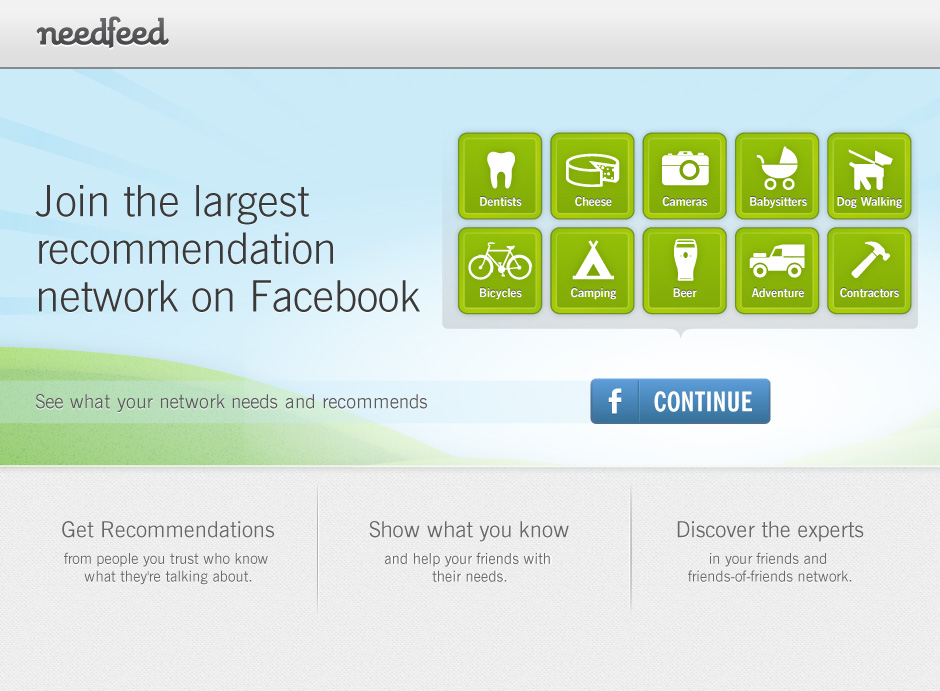 needfeed
Join the largest
recommendation
network on Facebook
Dentists
Cheese
Cameras
Babysitters
Dog Walking
Bicycles
Camping
Beer
Adventure
Contractors
See what your network needs and recommends
f CONTINUE
Get Recommendations
from people you trust who know
what they're talking about.
Show what you know
and help your friends with
their needs.
Discover the experts
in your friends and
friends-of-friends network.